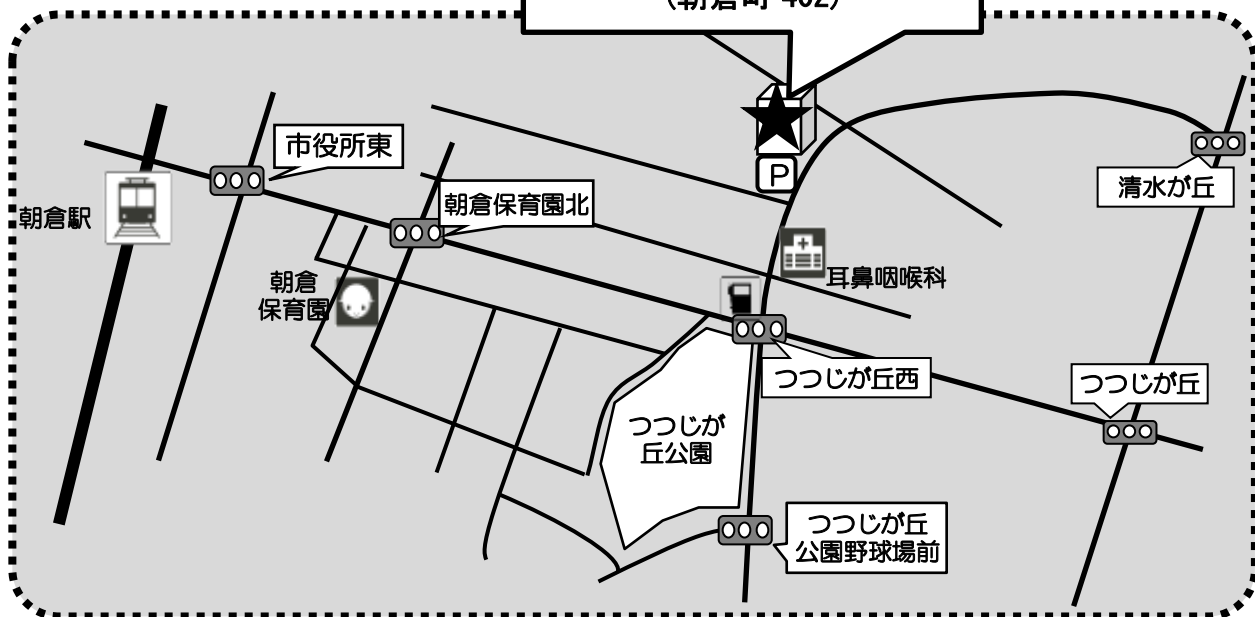 (朝倉町 402)
市役所東
朝倉駅
朝倉保育園北
清水が丘
P
耳鼻咽喉科
朝倉
保育園
つつじが丘西
つつじが丘
つつじが
丘公園
つつじが丘
公園野球場前